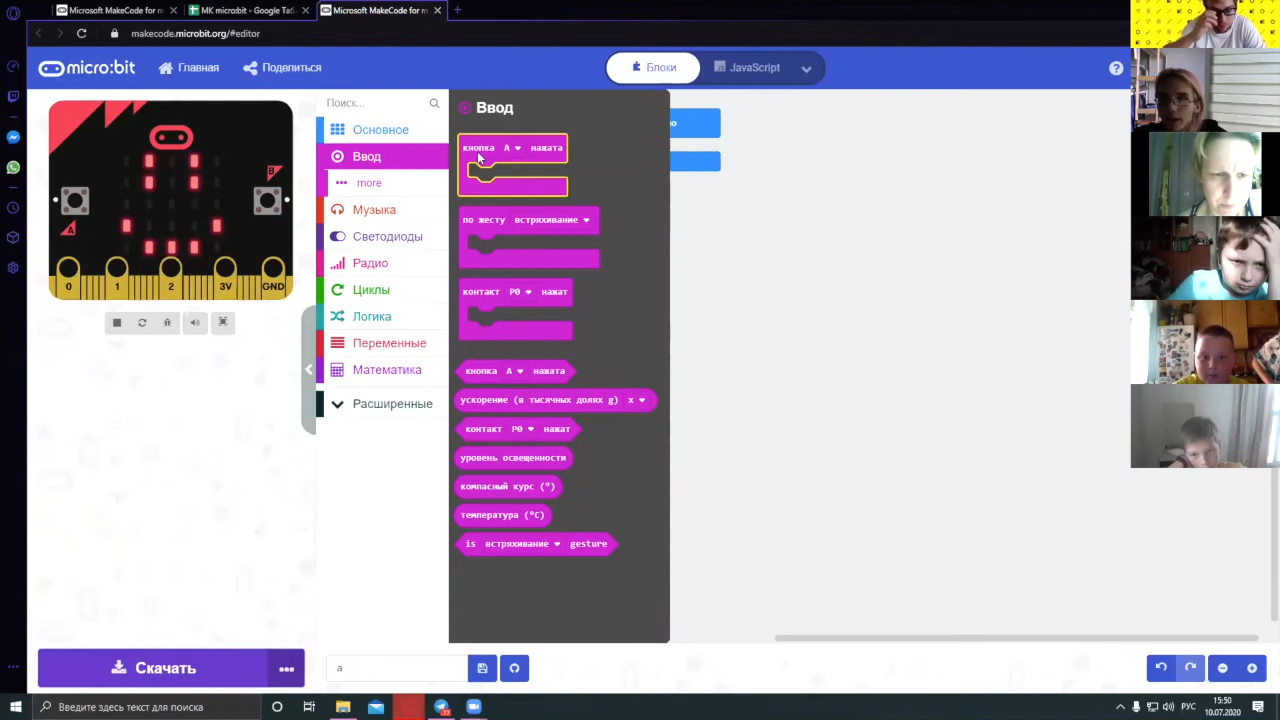 Microsoft MakeCode for m
MK microbit - Google Табл
Microsoft MakeCode for m
makecode.microbit.org/#editor
micro:bit
Главная
Поделиться
Блоки
JavaScript
?
Поиск...
Основное
Ввод
more
Музыка
Светодиоды
Радио
Циклы
Логика
Переменные
Математика
Расширенные
Ввод
кнопка A нажата
по жесту встряхивание
контакт P0 нажат
кнопка A нажата
ускорение (в тысячных долях g) x
контакт P0 нажат
уровень освещенности
компасный курс (°)
температура (°C)
is встряхивание gesture
A
B
0
1
2
3V
GND
Скачать
a
Введите здесь текст для поиска
РУС
15:50
10.07.2020